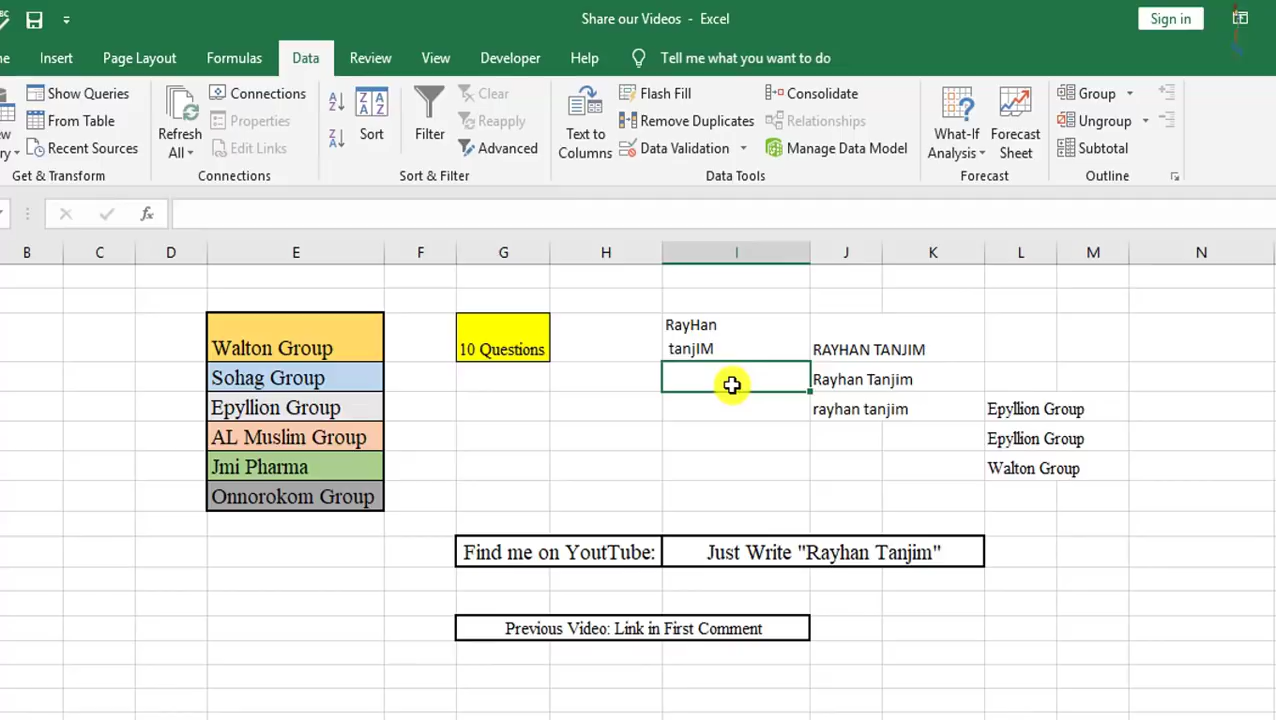 Share our Videos - Excel
Sign in
Insert
Page Layout
Formulas
Data
Review
View
Developer
Help
Tell me what you want to do
Show Queries
From Table
Recent Sources
Get & Transform
Refresh
All
Connections
Properties
Edit Links
Connections
Sort
Filter
Clear
Reapply
Advanced
Sort & Filter
Text to
Columns
Flash Fill
Remove Duplicates
Data Validation
Consolidate
Relationships
Manage Data Model
Data Tools
What-If
Analysis
Forecast
Sheet
Forecast
Group
Ungroup
Subtotal
Outline
fx
B C D E F G H I J K L M N
RayHan
Walton Group 10 Questions tanjIM RAYHAN TANJIM
Sohag Group Rayhan Tanjim
Epyllion Group rayhan tanjim Epyllion Group
AL Muslim Group Epyllion Group
Jmi Pharma Walton Group
Onnorokom Group
Find me on YoutTube: Just Write "Rayhan Tanjim"
Previous Video: Link in First Comment